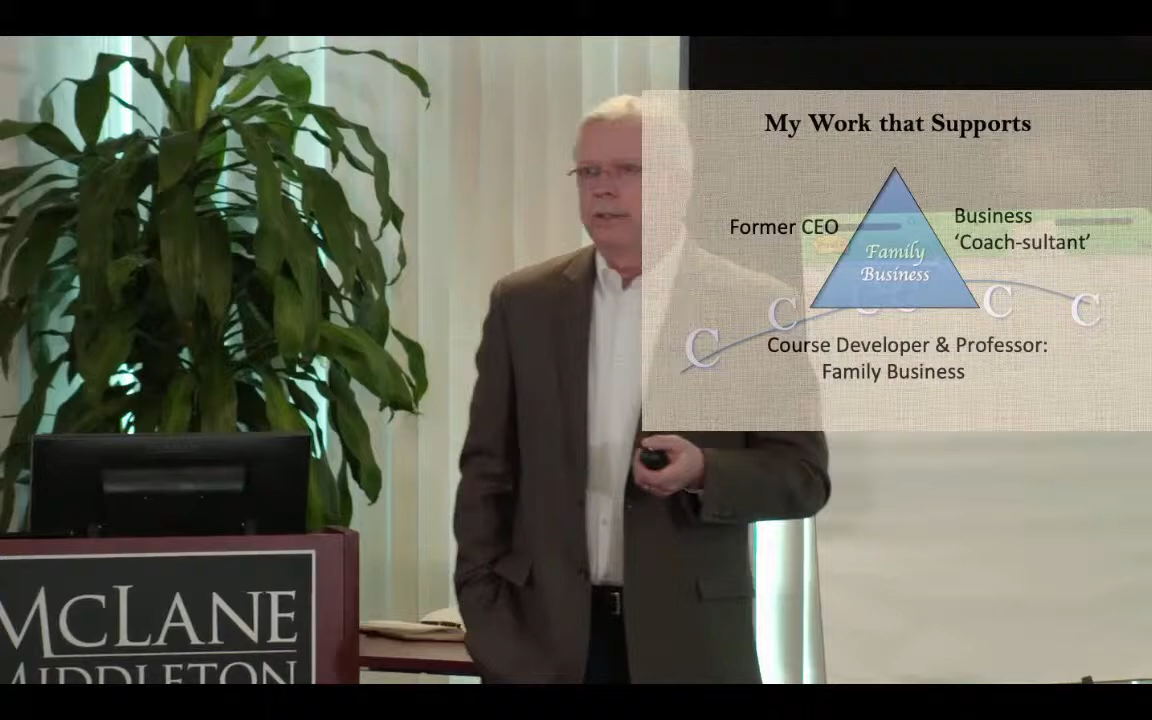 My Work that Supports
Former CEO
Business
‘Coach-sultant’
Family
Business
C
C
C
C
Course Developer & Professor:
Family Business
McLANE
MIDDLETON